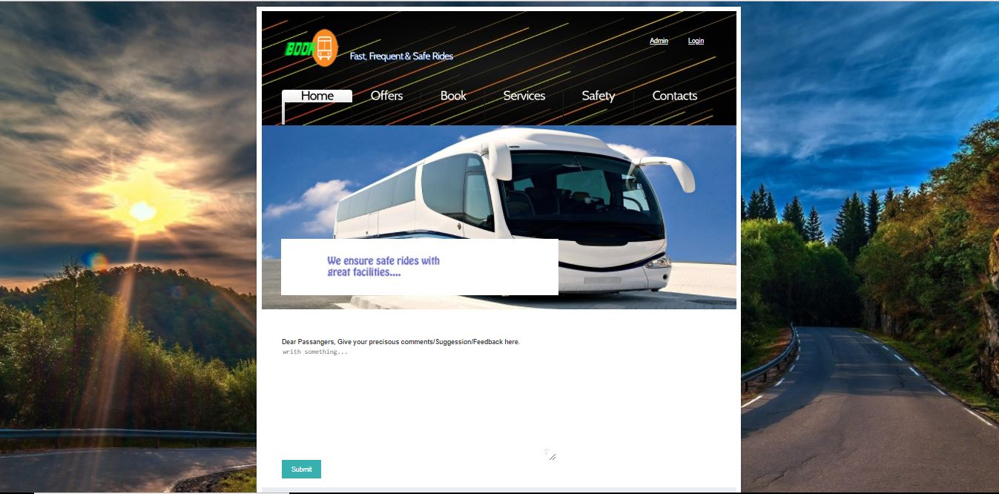 BOOK
Fast, Frequent & Safe Rides
Admin Login
Home Offers Book Services Safety Contacts
We ensure safe rides with
great facilities....
Dear Passangers, Give your precisous comments/Suggession/Feedback here.
writh something...
Submit